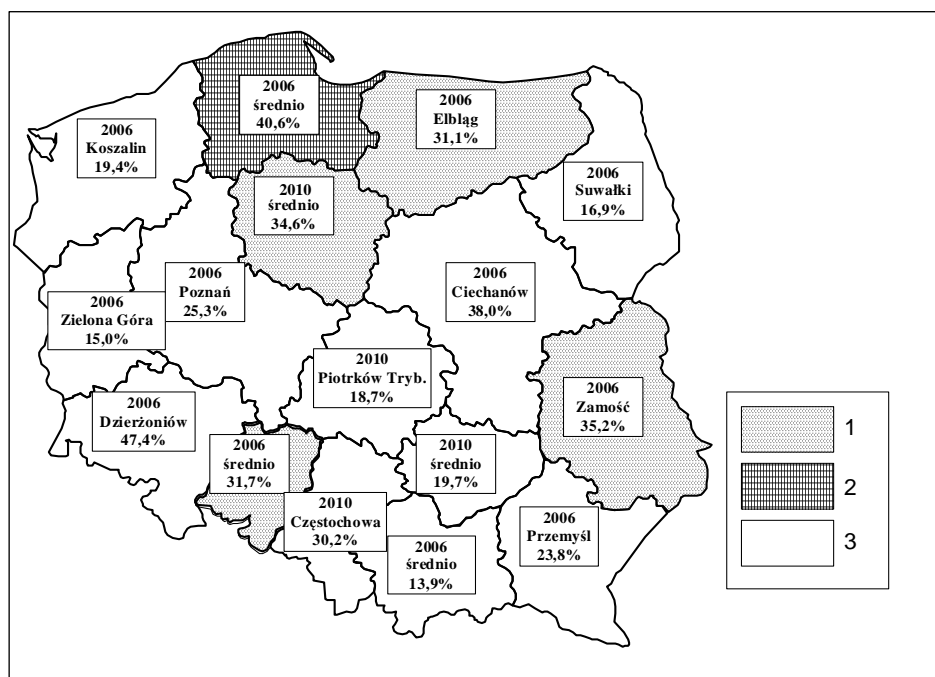 2006
średnio
40,6%
2006
Elbląg
31,1%
2006
Koszalin
19,4%
2006
Suwałki
16,9%
2010
średnio
34,6%
2006
Poznań
25,3%
2006
Ciechanów
38,0%
2006
Zielona Góra
15,0%
2010
Piotrków Tryb.
18,7%
2006
Zamość
35,2%
2006
Dzierżoniów
47,4%
2006
średnio
31,7%
2010
średnio
19,7%
2010
Częstochowa
30,2%
2006
Przemyśl
23,8%
2006
średnio
13,9%
1
2
3